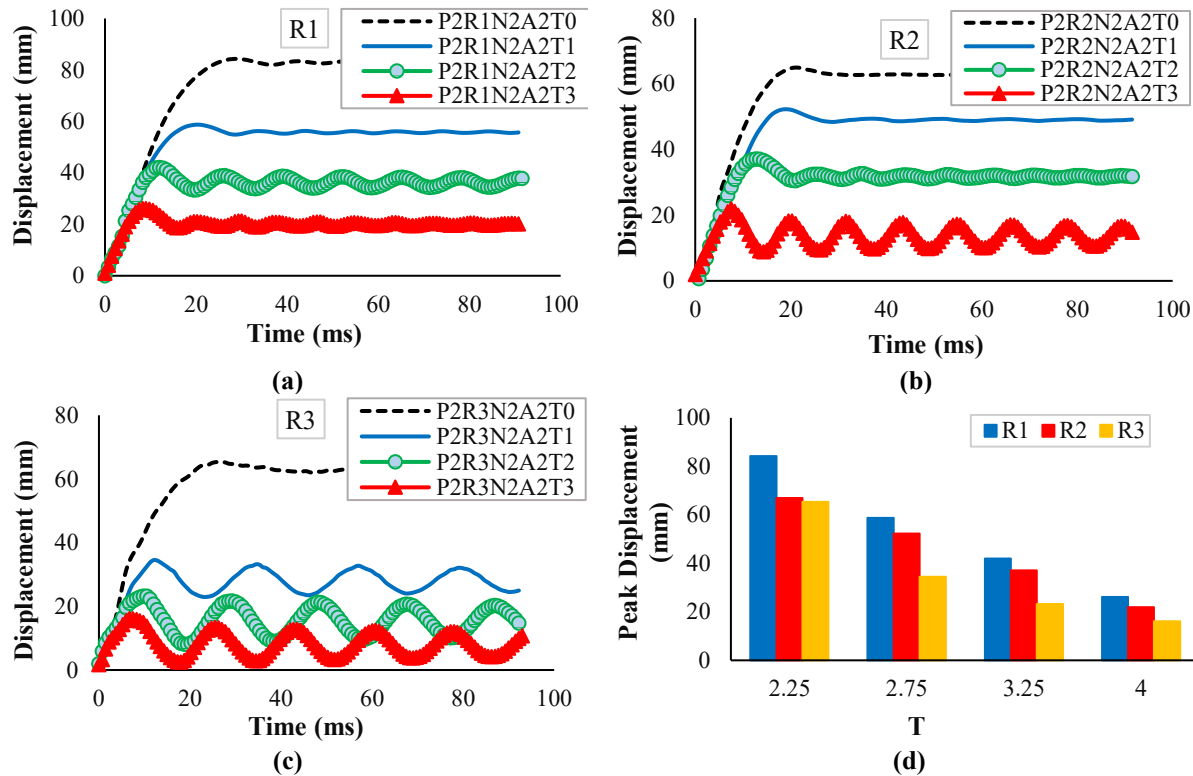 R1
P2R1N2A2T0
P2R1N2A2T1
P2R1N2A2T2
P2R1N2A2T3
Displacement (mm)
100
80
60
40
20
0
0 20 40 60 80 100
Time (ms)
(a)
R2
P2R2N2A2T0
P2R2N2A2T1
P2R2N2A2T2
P2R2N2A2T3
Displacement (mm)
80
60
40
20
0
0 20 40 60 80 100
Time (ms)
(b)
R3
P2R3N2A2T0
P2R3N2A2T1
P2R3N2A2T2
P2R3N2A2T3
Displacement (mm)
80
60
40
20
0
0 20 40 60 80 100
Time (ms)
(c)
R1 R2 R3
Peak Displacement
(mm)
100
80
60
40
20
0
2.25 2.75 3.25 4
T
(d)